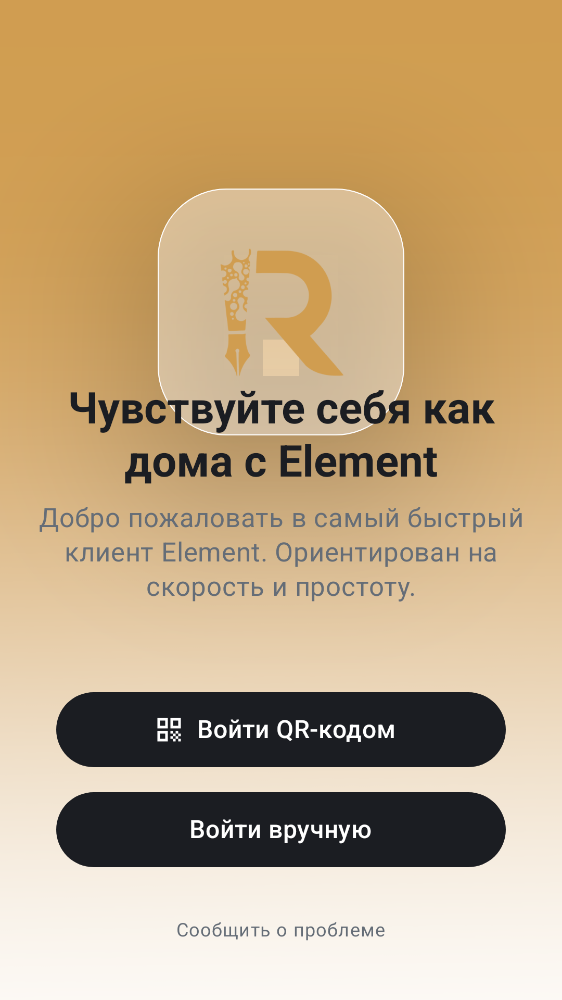 R
Чувствуйте себя как
дома с Element
Добро пожаловать в самый быстрый
клиент Element. Ориентирован на
скорость и простоту.
Войти QR-кодом
Войти вручную
Сообщить о проблеме